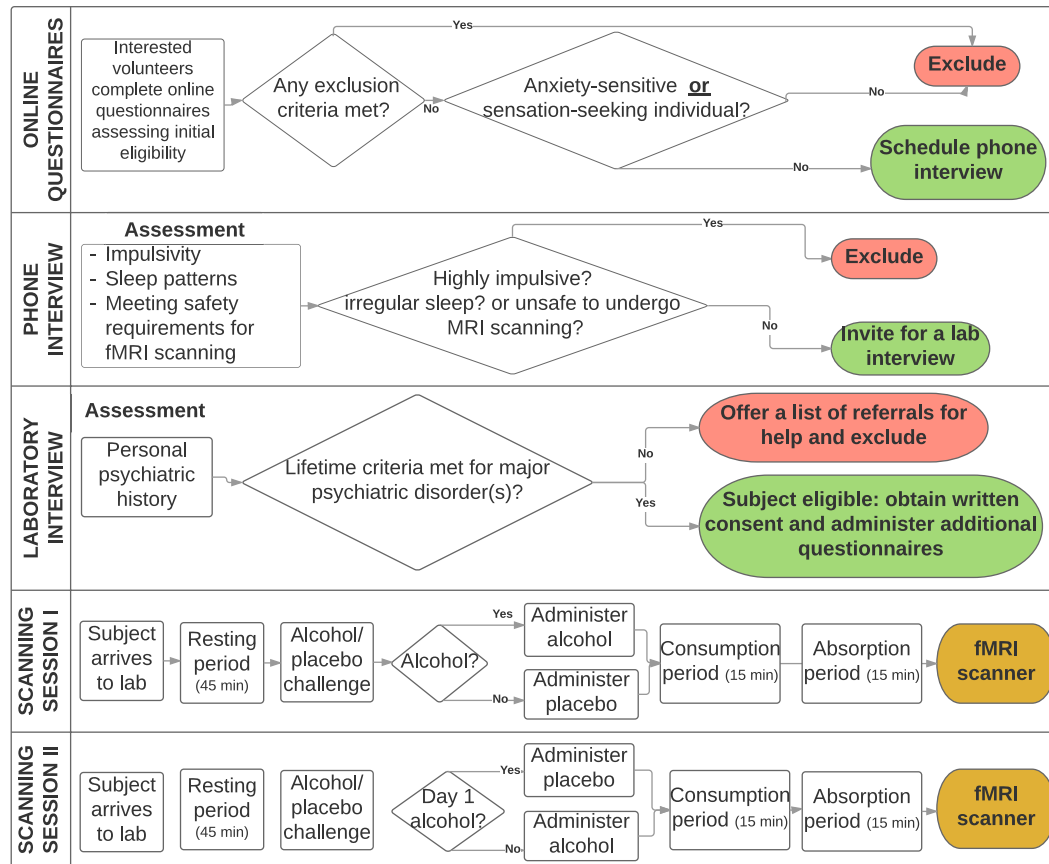 ONLINE
QUESTIONNAIRES
Interested
volunteers
complete online
questionnaires
assessing initial
eligibility
Any exclusion
criteria met?
Yes
No
Anxiety-sensitive or
sensation-seeking individual?
No
Exclude
No
Schedule phone
interview
PHONE
INTERVIEW
Assessment
- Impulsivity
- Sleep patterns
- Meeting safety
requirements for
fMRI scanning
Highly impulsive?
irregular sleep? or unsafe to undergo
MRI scanning?
Yes
Exclude
No
Invite for a lab
interview
LABORATORY
INTERVIEW
Assessment
Personal
psychiatric
history
Lifetime criteria met for major
psychiatric disorder(s)?
No
Offer a list of referrals for
help and exclude
Yes
Subject eligible: obtain written
consent and administer additional
questionnaires
SCANNING
SESSION I
Subject
arrives
to lab
Resting
period
(45 min)
Alcohol/
placebo
challenge
Alcohol?
Yes
Administer
alcohol
No
Administer
placebo
Consumption
period (15 min)
Absorption
period (15 min)
fMRI
scanner
SCANNING
SESSION II
Subject
arrives
to lab
Resting
period
(45 min)
Alcohol/
placebo
challenge
Day 1
alcohol?
Yes
Administer
placebo
No
Administer
alcohol
Consumption
period (15 min)
Absorption
period (15 min)
fMRI
scanner